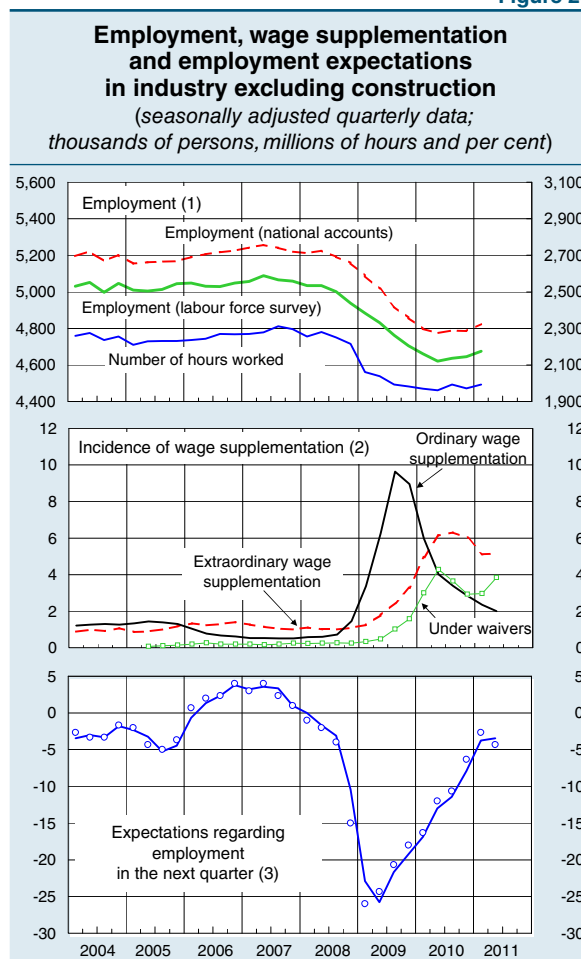 Figure 2
Employment, wage supplementation
and employment expectations
in industry excluding construction
(seasonally adjusted quarterly data;
thousands of persons, millions of hours and per cent)
5,600
5,400
5,200
5,000
4,800
4,600
4,400
3,100
2,900
2,700
2,500
2,300
2,100
1,900
Employment (1)
Employment (national accounts)
Employment (labour force survey)
Number of hours worked
12
10
8
6
4
2
0
12
10
8
6
4
2
0
Incidence of wage supplementation (2)
Ordinary wage
supplementation
Extraordinary wage
supplementation
Under waivers
5
0
-5
-10
-15
-20
-25
-30
5
0
-5
-10
-15
-20
-25
-30
Expectations regarding
employment
in the next quarter (3)
2004 2005 2006 2007 2008 2009 2010 2011